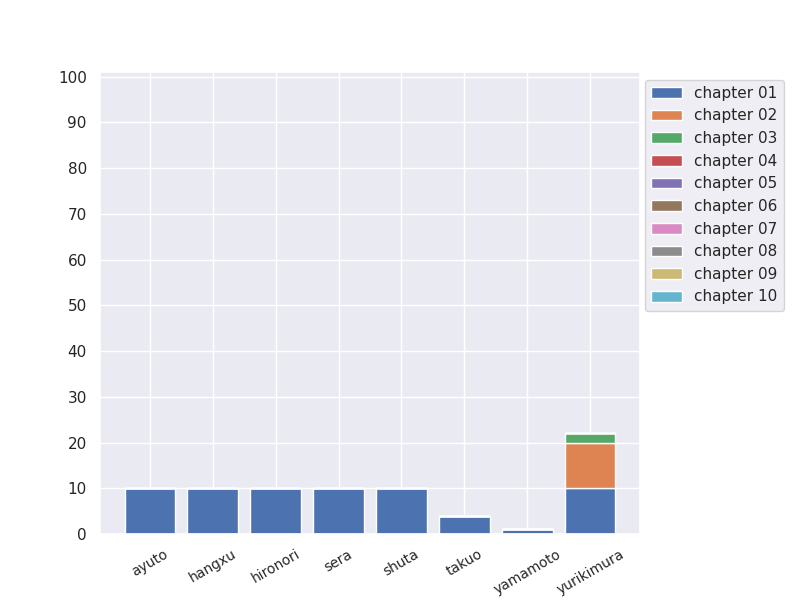 100
90
80
70
60
50
40
30
20
10
0
ayuto
hangxu
hironori
sera
shuta
takuo
yamamoto
yurikimura
chapter 01
chapter 02
chapter 03
chapter 04
chapter 05
chapter 06
chapter 07
chapter 08
chapter 09
chapter 10